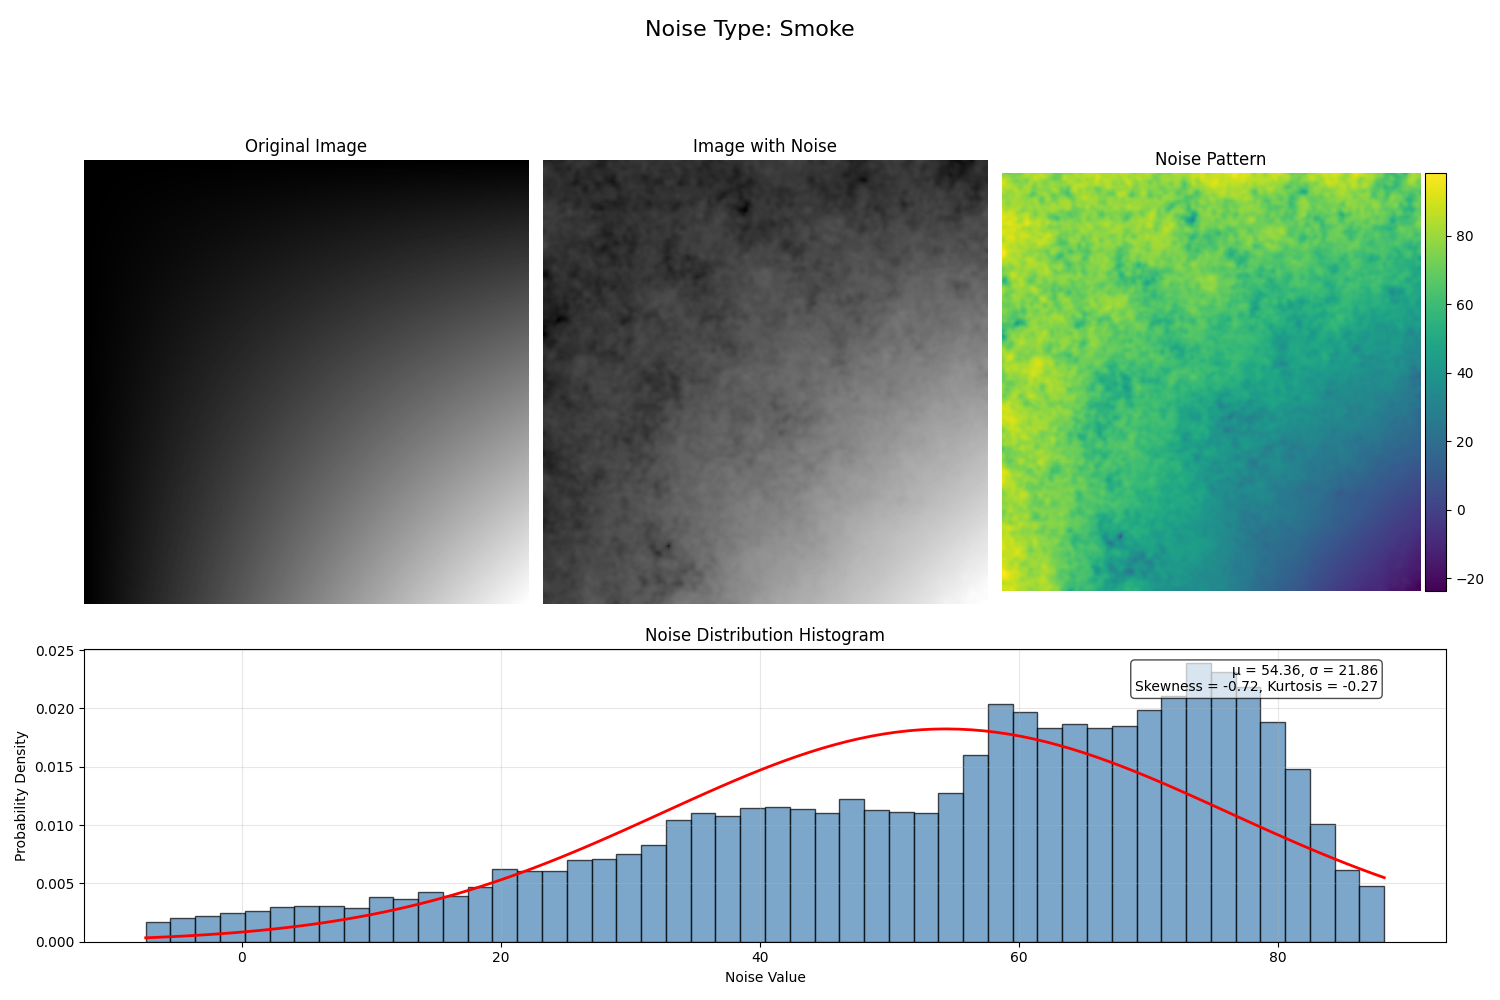 Noise Type: Smoke
Original Image
Image with Noise
Noise Pattern
80
60
40
20
0
−20
Noise Distribution Histogram
μ = 54.36, σ = 21.86
Skewness = -0.72, Kurtosis = -0.27
Probability Density
0.025
0.020
0.015
0.010
0.005
0.000
0 20 40 60 80
Noise Value